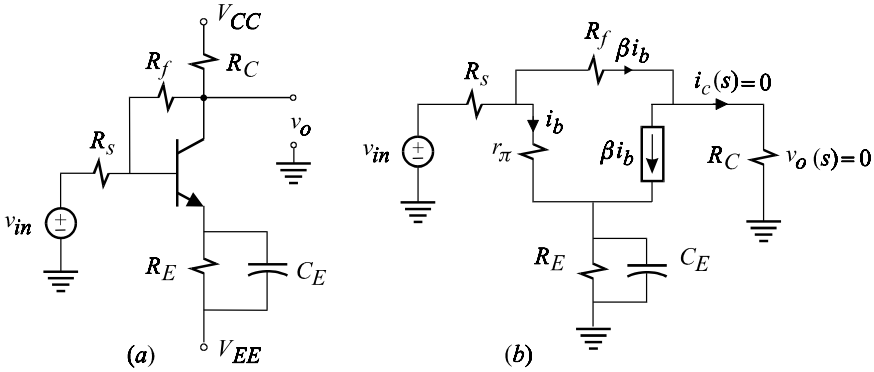 V_CC
R_f
R_C
R_s
v_o
v_in
+
−
R_E
C_E
V_EE
(a)
R_f
βi_b
R_s
i_c(s)=0
i_b
v_in
+
−
r_π
βi_b
R_C
v_o(s)=0
R_E
C_E
(b)